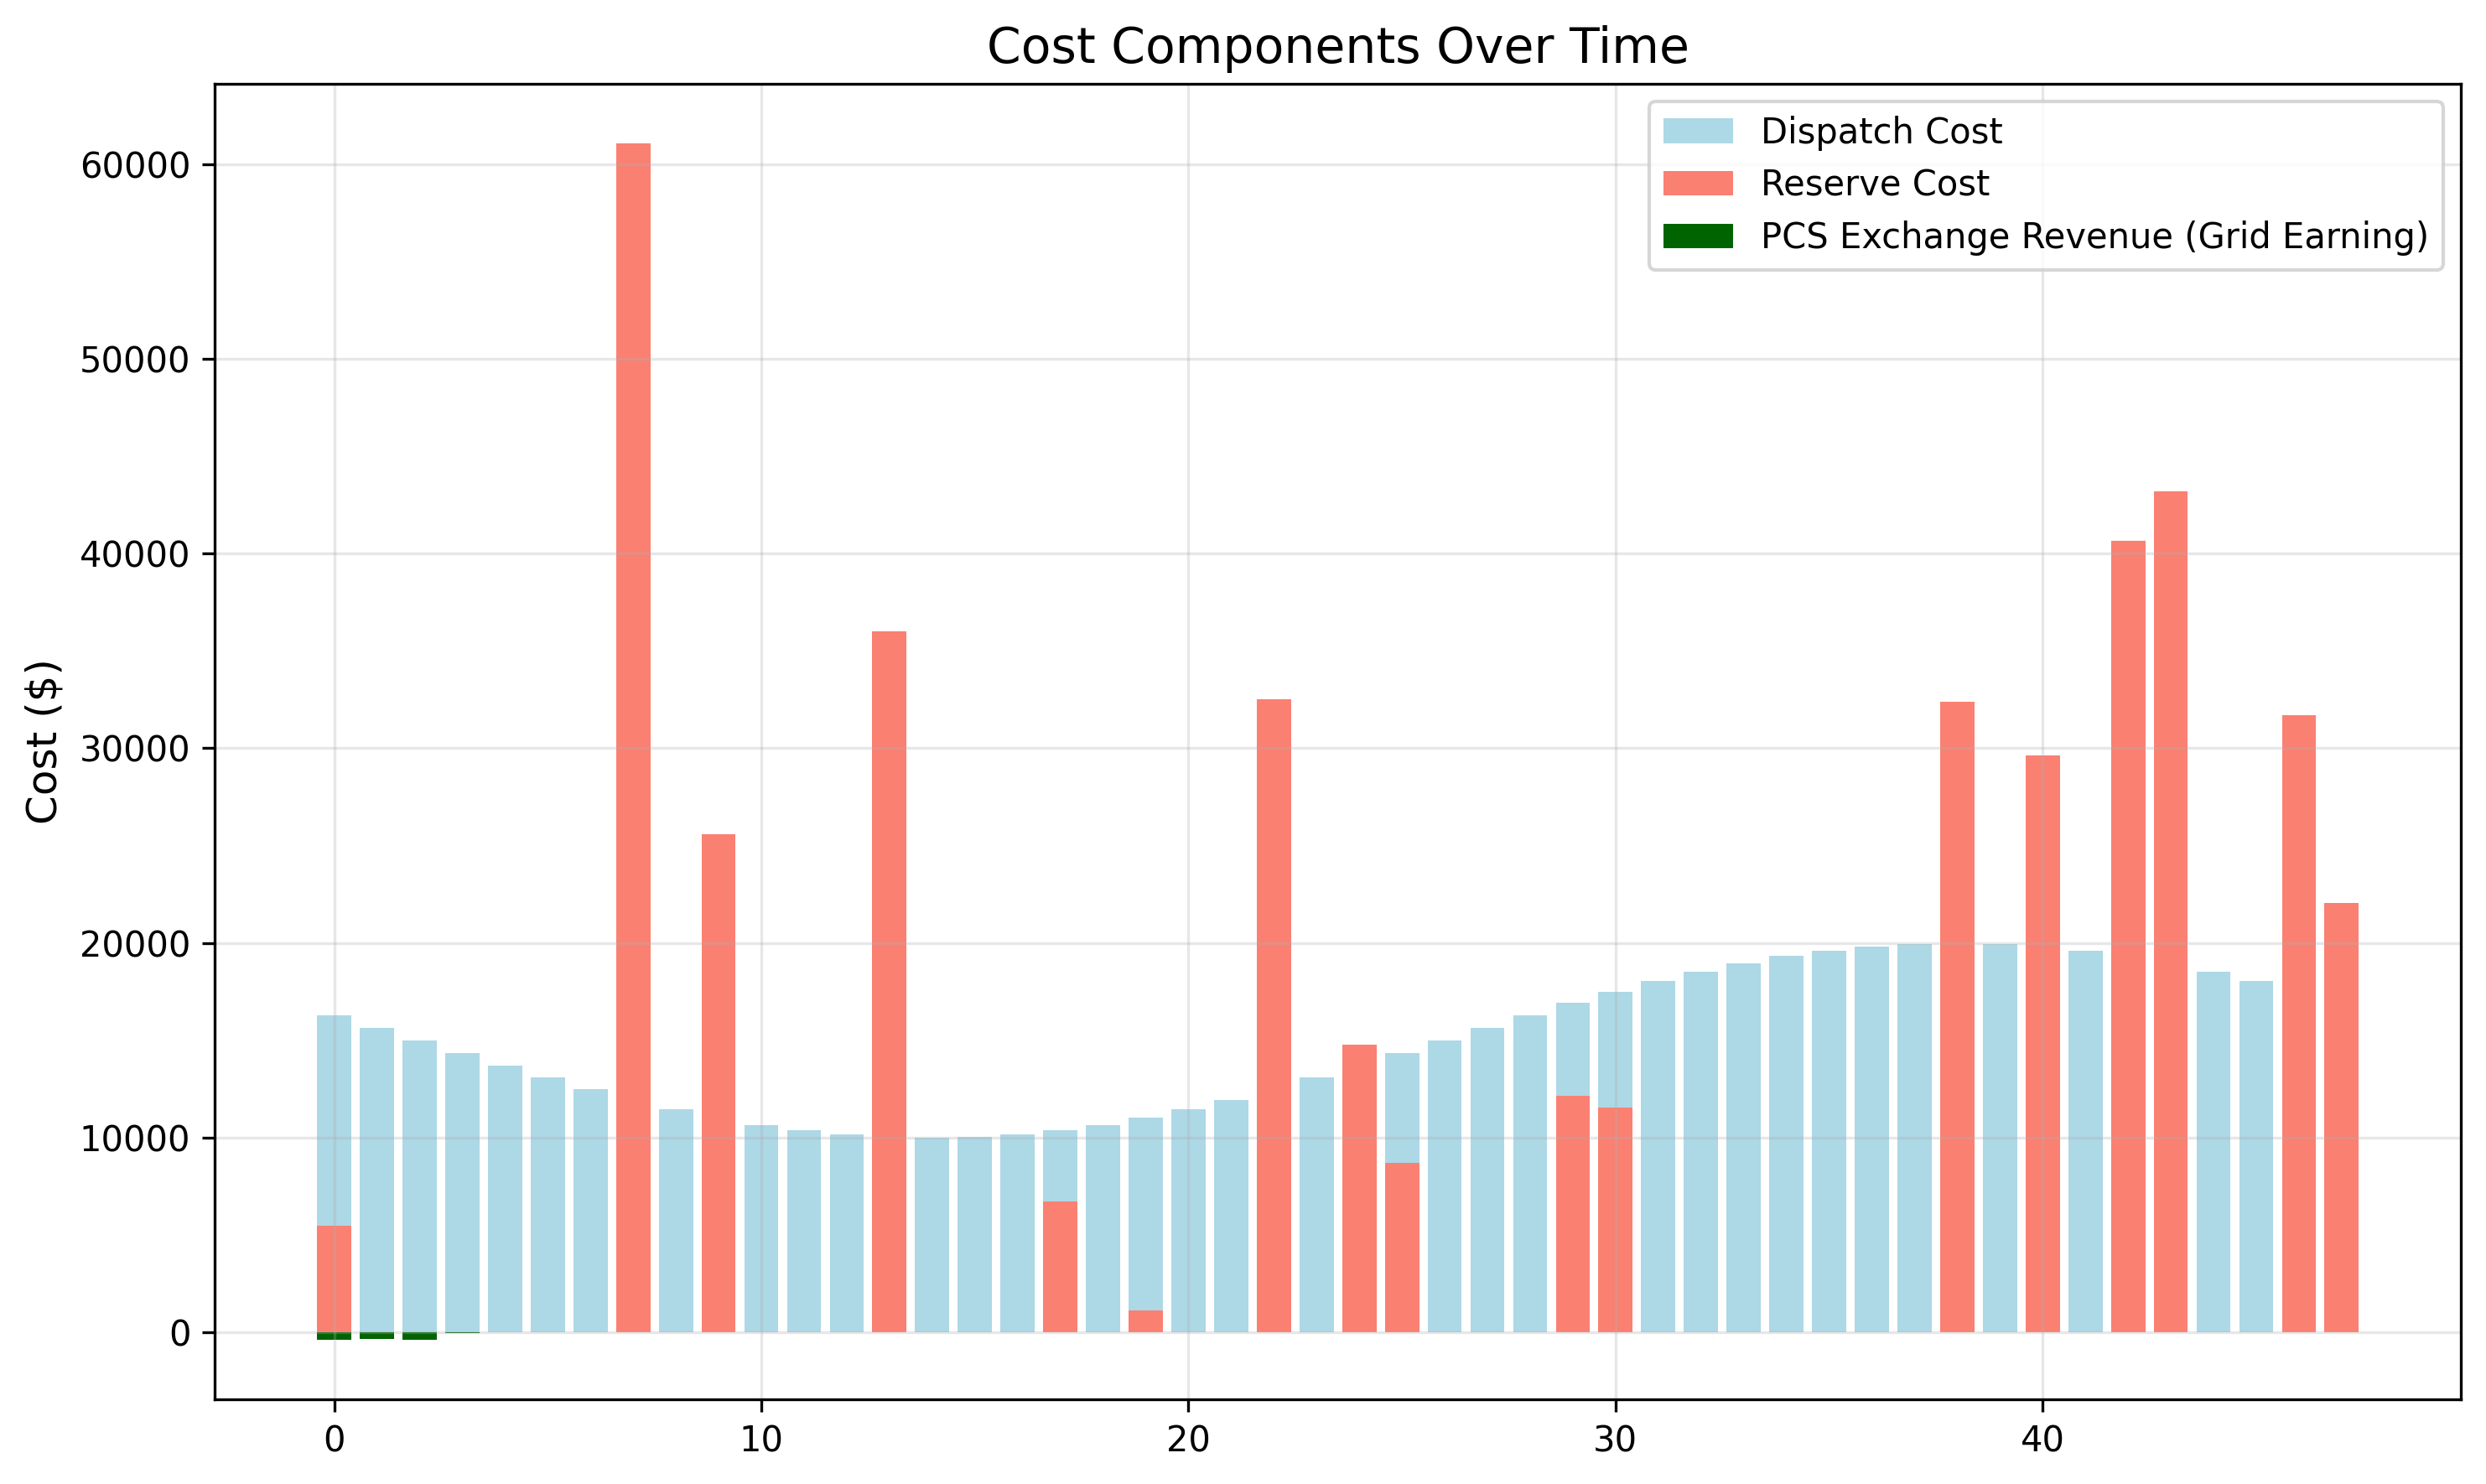 Cost Components Over Time
Dispatch Cost
Reserve Cost
PCS Exchange Revenue (Grid Earning)
Cost ($)
60000
50000
40000
30000
20000
10000
0
0 10 20 30 40